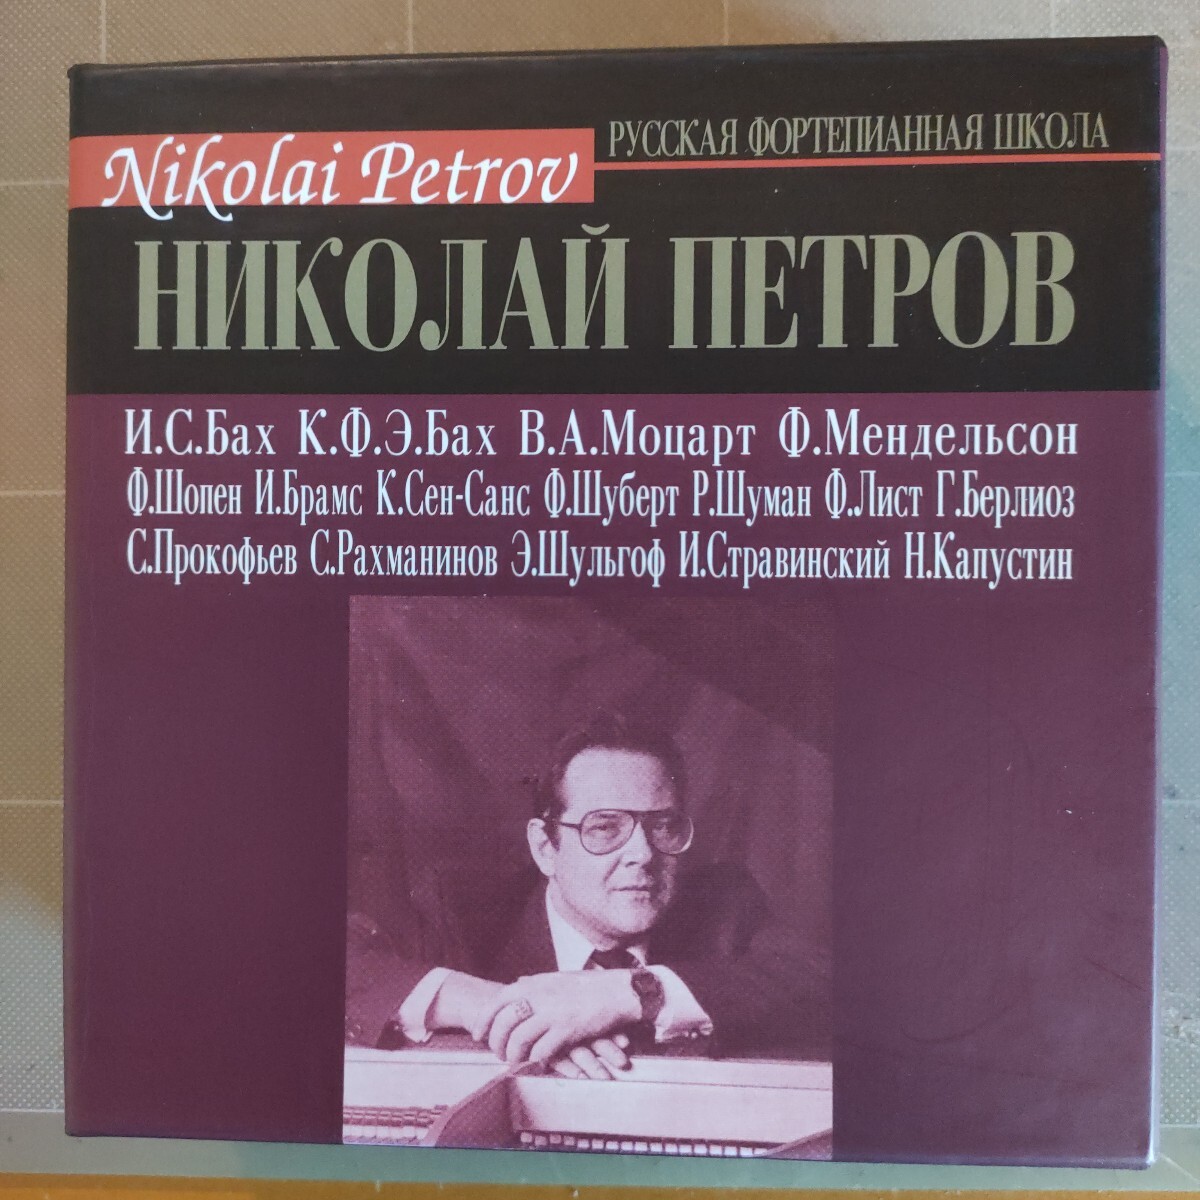 Nikolai Petrov
РУССКАЯ ФОРТЕПИАННАЯ ШКОЛА
НИКОЛАЙ ПЕТРОВ
И.С.Бах К.Ф.Э.Бах В.А.Моцарт Ф.Мендельсон
Ф.Шопен И.Брамс К.Сен-Санс Ф.Шуберт Р.Шуман Ф.Лист Г.Берлиоз
С.Прокофьев С.Рахманинов Э.Шульгоф И.Стравинский Н.Капустин